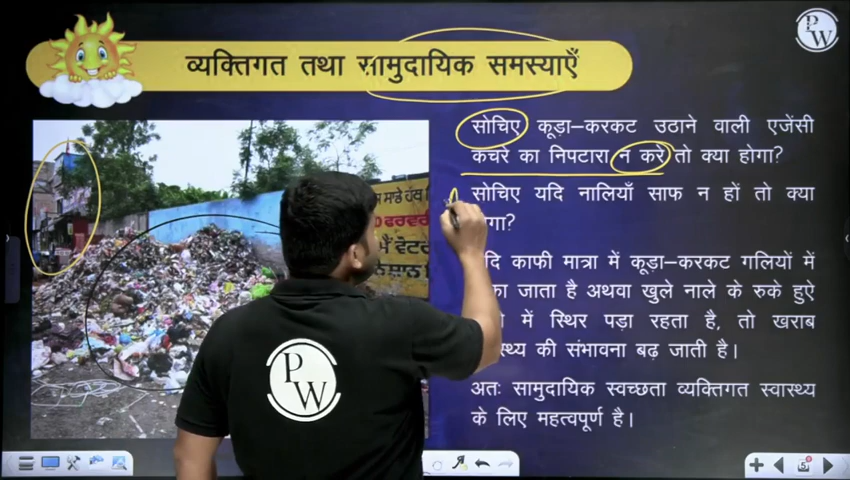 व्यक्तिगत तथा सामुदायिक समस्याएँ
PW
सोचिए कूड़ा–करकट उठाने वाली एजेंसी
कचरे का निपटारा न करे तो क्या होगा?
सोचिए यदि नालियाँ साफ न हों तो क्या
काफी मात्रा में कूड़ा–करकट गलियों में
जाता है अथवा खुले नाले के रुके हुऐ
में स्थिर पड़ा रहता है, तो खराब
की संभावना बढ़ जाती है।
अतः सामुदायिक स्वच्छता व्यक्तिगत स्वास्थ्य
के लिए महत्वपूर्ण है।
PW